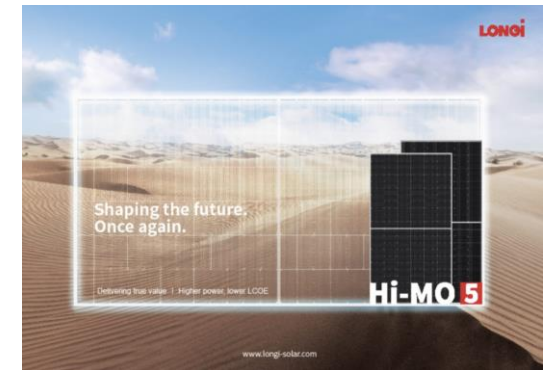 LONGi
Shaping the future.
Once again.
Delivering true value | Higher power, lower LCOE
Hi-MO 5
www.longi-solar.com